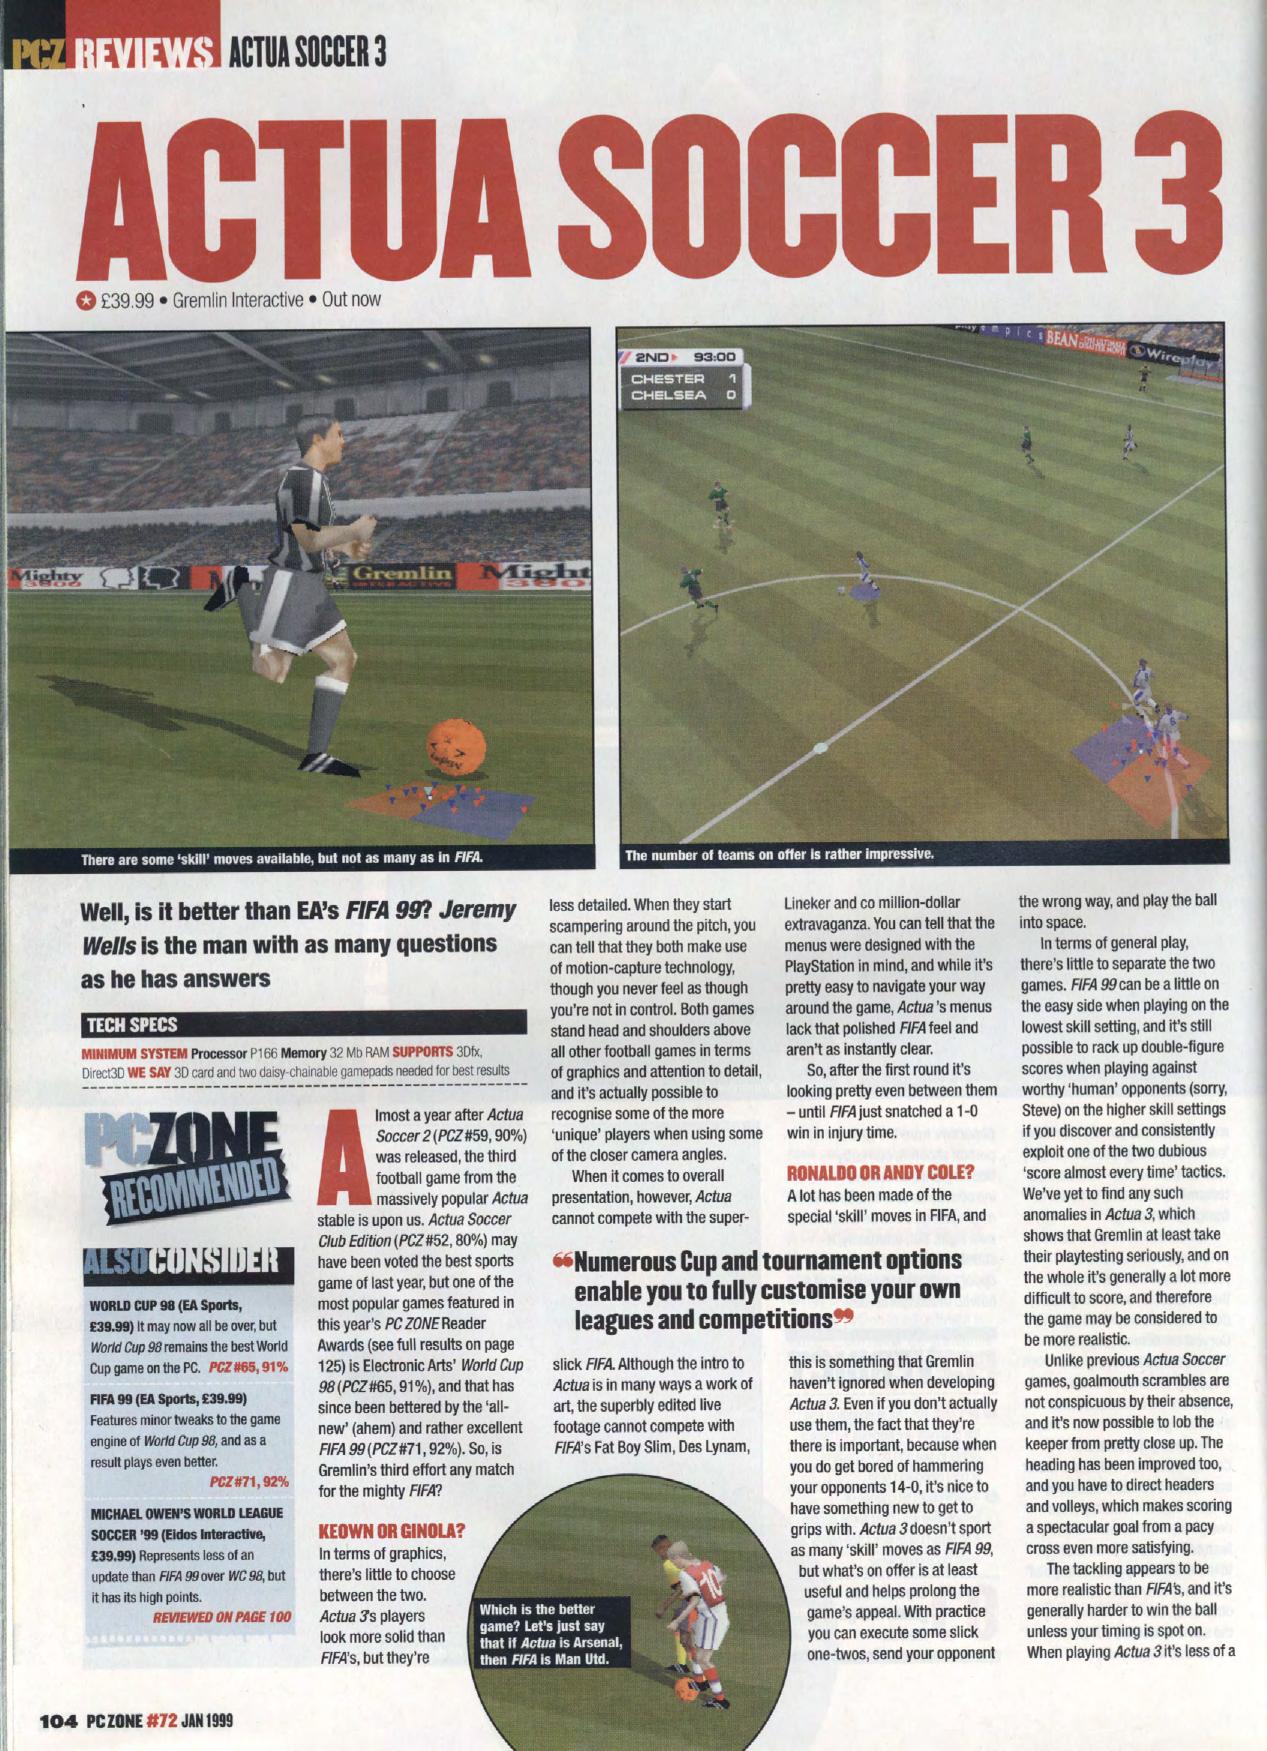 PCZ REVIEWS ACTUA SOCCER 3
ACTUA SOCCER 3
£39.99 • Gremlin Interactive • Out now
Mighty
3800
Gremlin
INTERACTIVE
Might
380
There are some 'skill' moves available, but not as many as in FIFA.
2ND 93:00
CHESTER 1
CHELSEA 0
BEAN -THE ULTIMATE
DISASTER MOVIE
Wireplay
The number of teams on offer is rather impressive.
Well, is it better than EA's FIFA 99? Jeremy
Wells is the man with as many questions
as he has answers
TECH SPECS
MINIMUM SYSTEM Processor P166 Memory 32 Mb RAM SUPPORTS 3Dfx,
Direct3D WE SAY 3D card and two daisy-chainable gamepads needed for best results
PCZONE
RECOMMENDED
ALSOCONSIDER
WORLD CUP 98 (EA Sports,
£39.99) It may now all be over, but
World Cup 98 remains the best World
Cup game on the PC. PCZ #65, 91%
FIFA 99 (EA Sports, £39.99)
Features minor tweaks to the game
engine of World Cup 98, and as a
result plays even better.
PCZ #71, 92%
MICHAEL OWEN'S WORLD LEAGUE
SOCCER '99 (Eidos Interactive,
£39.99) Represents less of an
update than FIFA 99 over WC 98, but
it has its high points.
REVIEWED ON PAGE 100
Almost a year after Actua
Soccer 2 (PCZ #59, 90%)
was released, the third
football game from the
massively popular Actua
stable is upon us. Actua Soccer
Club Edition (PCZ #52, 80%) may
have been voted the best sports
game of last year, but one of the
most popular games featured in
this year's PC ZONE Reader
Awards (see full results on page
125) is Electronic Arts' World Cup
98 (PCZ #65, 91%), and that has
since been bettered by the 'all-
new' (ahem) and rather excellent
FIFA 99 (PCZ #71, 92%). So, is
Gremlin's third effort any match
for the mighty FIFA?
KEOWN OR GINOLA?
In terms of graphics,
there's little to choose
between the two.
Actua 3's players
look more solid than
FIFA's, but they're
less detailed. When they start
scampering around the pitch, you
can tell that they both make use
of motion-capture technology,
though you never feel as though
you're not in control. Both games
stand head and shoulders above
all other football games in terms
of graphics and attention to detail,
and it's actually possible to
recognise some of the more
'unique' players when using some
of the closer camera angles.
When it comes to overall
presentation, however, Actua
cannot compete with the super-
slick FIFA. Although the intro to
Actua is in many ways a work of
art, the superbly edited live
footage cannot compete with
FIFA's Fat Boy Slim, Des Lynam,
Lineker and co million-dollar
extravaganza. You can tell that the
menus were designed with the
PlayStation in mind, and while it's
pretty easy to navigate your way
around the game, Actua 's menus
lack that polished FIFA feel and
aren't as instantly clear.
So, after the first round it's
looking pretty even between them
– until FIFA just snatched a 1-0
win in injury time.
RONALDO OR ANDY COLE?
A lot has been made of the
special 'skill' moves in FIFA, and
this is something that Gremlin
haven't ignored when developing
Actua 3. Even if you don't actually
use them, the fact that they're
there is important, because when
you do get bored of hammering
your opponents 14-0, it's nice to
have something new to get to
grips with. Actua 3 doesn't sport
as many 'skill' moves as FIFA 99,
but what's on offer is at least
useful and helps prolong the
game's appeal. With practice
you can execute some slick
one-twos, send your opponent
the wrong way, and play the ball
into space.
In terms of general play,
there's little to separate the two
games. FIFA 99 can be a little on
the easy side when playing on the
lowest skill setting, and it's still
possible to rack up double-figure
scores when playing against
worthy 'human' opponents (sorry,
Steve) on the higher skill settings
if you discover and consistently
exploit one of the two dubious
'score almost every time' tactics.
We've yet to find any such
anomalies in Actua 3, which
shows that Gremlin at least take
their playtesting seriously, and on
the whole it's generally a lot more
difficult to score, and therefore
the game may be considered to
be more realistic.
Unlike previous Actua Soccer
games, goalmouth scrambles are
not conspicuous by their absence,
and it's now possible to lob the
keeper from pretty close up. The
heading has been improved too,
and you have to direct headers
and volleys, which makes scoring
a spectacular goal from a pacy
cross even more satisfying.
The tackling appears to be
more realistic than FIFA's, and it's
generally harder to win the ball
unless your timing is spot on.
When playing Actua 3 it's less of a
“Numerous Cup and tournament options
enable you to fully customise your own
leagues and competitions”
10
Which is the better
game? Let's just say
that if Actua is Arsenal,
then FIFA is Man Utd.
104 PCZONE #72 JAN 1999